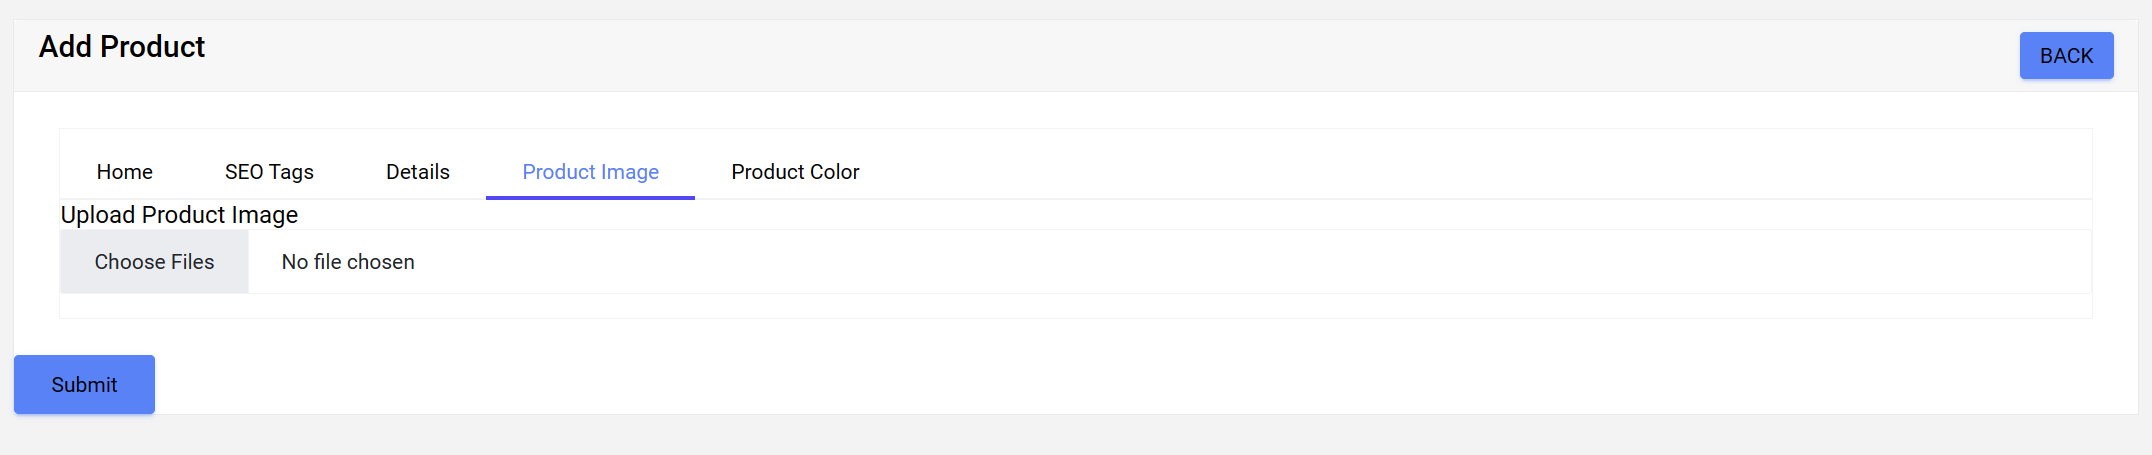 Add Product
BACK
Home SEO Tags Details Product Image Product Color
Upload Product Image
Choose Files No file chosen
Submit